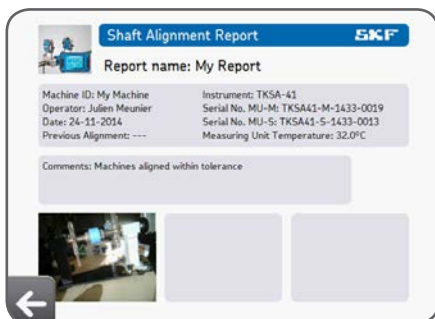 Shaft Alignment Report
SKF
Report name: My Report
Machine ID: My Machine
Operator: Julien Meunier
Date: 24-11-2014
Previous Alignment: ---
Instrument: TKSA-41
Serial No. MU-M: TKSA41-M-1433-0019
Serial No. MU-S: TKSA41-S-1433-0013
Measuring Unit Temperature: 32.0ºC
Comments: Machines aligned within tolerance